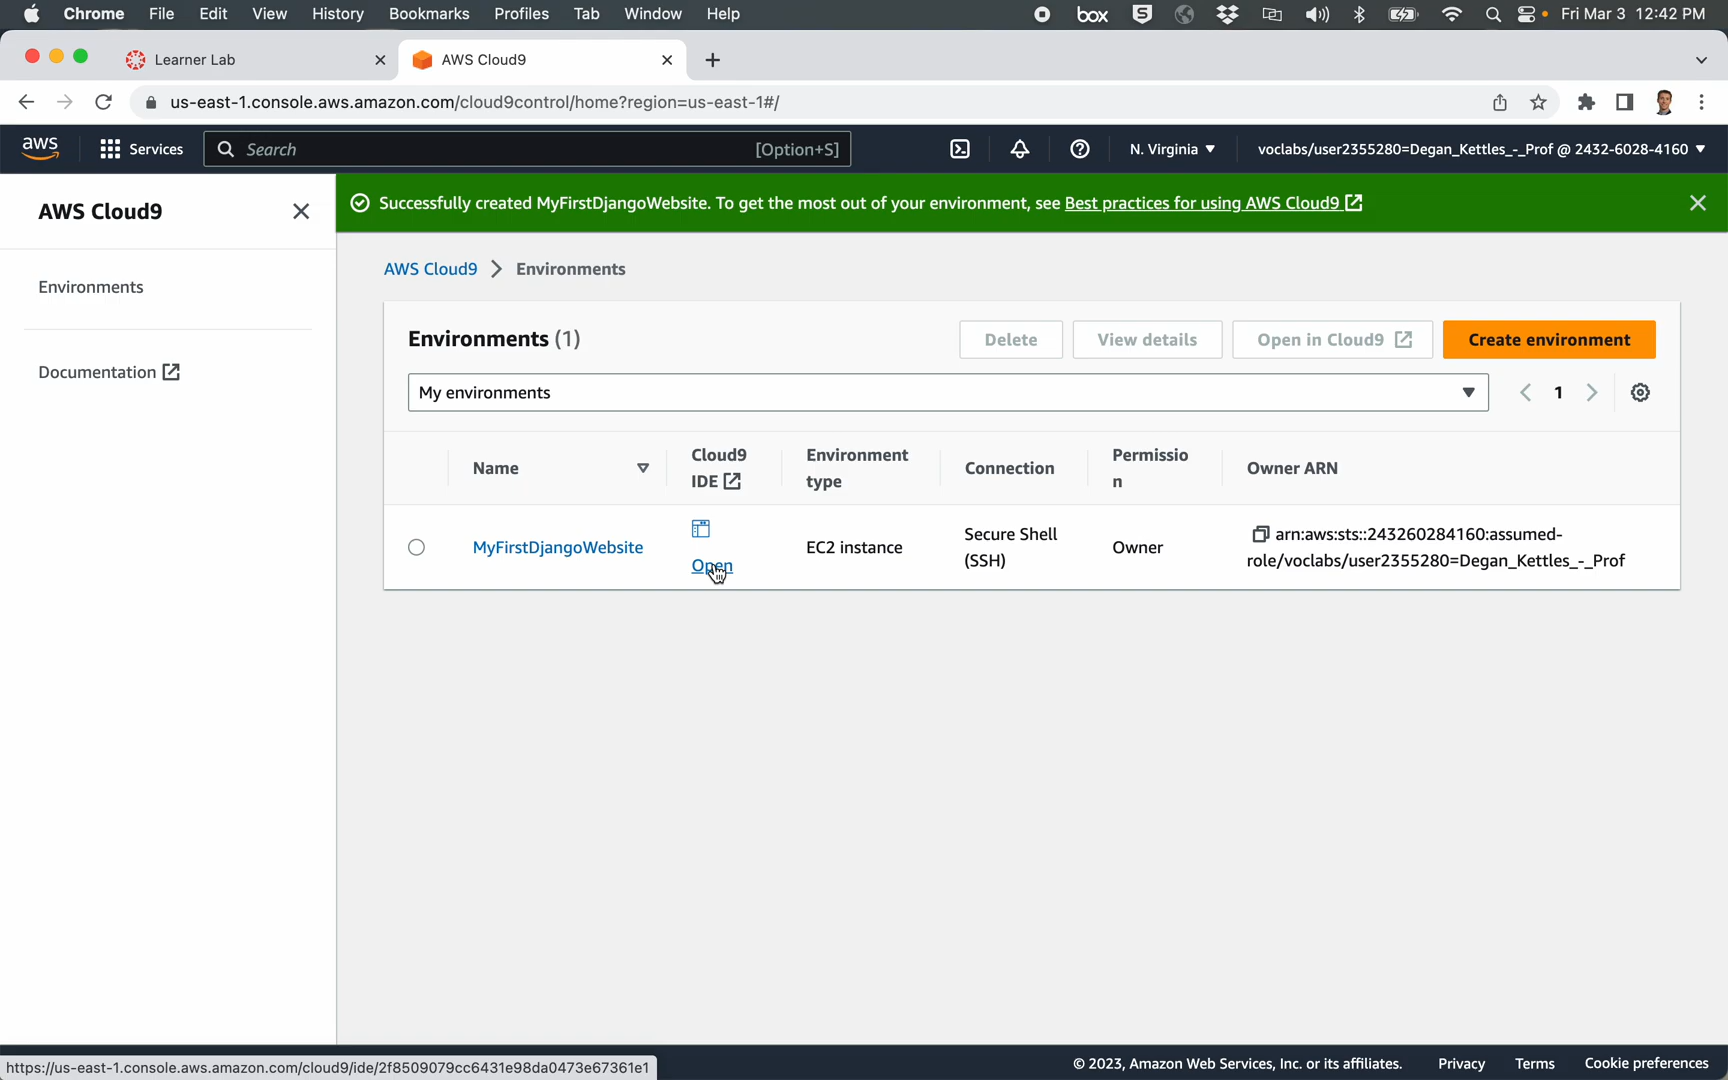 Chrome File Edit View History Bookmarks Profiles Tab Window Help box S Fri Mar 3 12:42 PM
Learner Lab AWS Cloud9
us-east-1.console.aws.amazon.com/cloud9control/home?region=us-east-1#/
aws Services Search [Option+S] N. Virginia voclabs/user2355280=Degan_Kettles_-_Prof @ 2432-6028-4160
AWS Cloud9
Environments
Documentation
Successfully created MyFirstDjangoWebsite. To get the most out of your environment, see Best practices for using AWS Cloud9
AWS Cloud9 Environments
Environments (1) Delete View details Open in Cloud9 Create environment
My environments 1
Name Cloud9 IDE Environment type Connection Permissio n Owner ARN
MyFirstDjangoWebsite Open EC2 instance Secure Shell (SSH) Owner arn:aws:sts::243260284160:assumed-
role/voclabs/user2355280=Degan_Kettles_-_Prof
https://us-east-1.console.aws.amazon.com/cloud9/ide/2f8509079cc6431e98da0473e67361e1
© 2023, Amazon Web Services, Inc. or its affiliates. Privacy Terms Cookie preferences